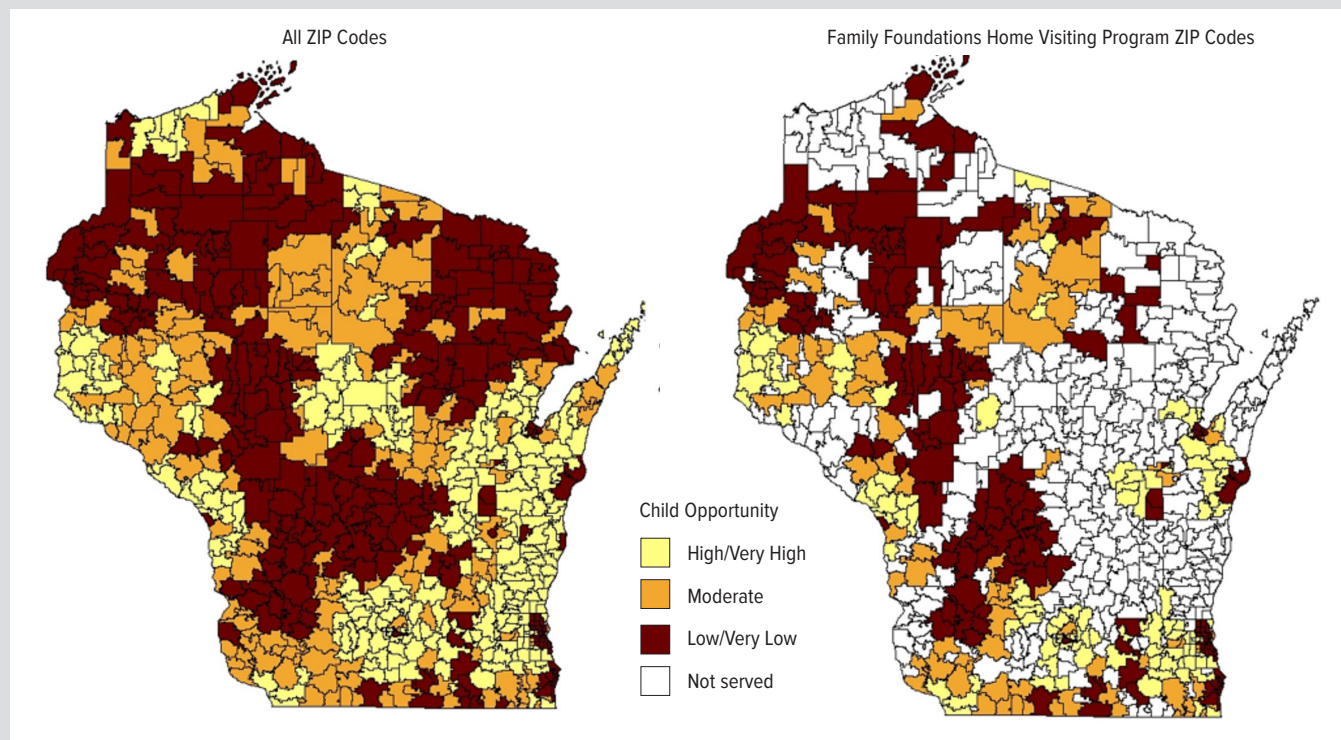 All ZIP Codes
Family Foundations Home Visiting Program ZIP Codes
Child Opportunity
High/Very High
Moderate
Low/Very Low
Not served